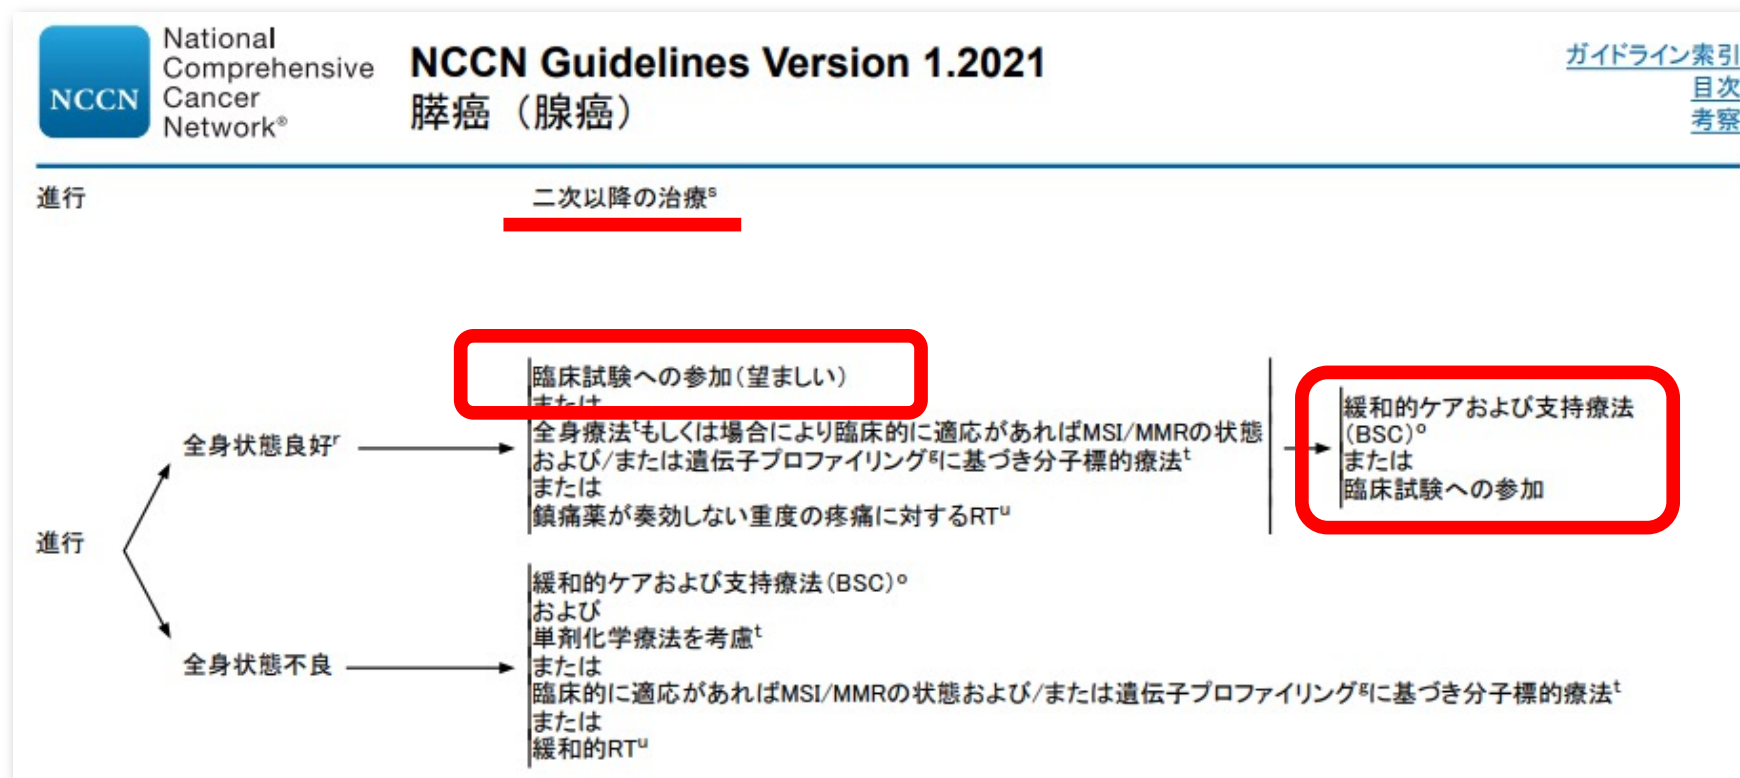 NCCN
National
Comprehensive
Cancer
Network®
NCCN Guidelines Version 1.2021
膵癌（腺癌）
ガイドライン索引
目次
考察
進行
二次以降の治療ˢ
全身状態良好ʳ
臨床試験への参加（望ましい）
または
全身療法ᵗもしくは場合により臨床的に適応があればMSI/MMRの状態
および/または遺伝子プロファイリングᵍに基づき分子標的療法ᵗ
または
鎮痛薬が奏効しない重度の疼痛に対するRTᵘ
緩和的ケアおよび支持療法
(BSC)ᵒ
または
臨床試験への参加
進行
全身状態不良
緩和的ケアおよび支持療法(BSC)ᵒ
および
単剤化学療法を考慮ᵗ
または
臨床的に適応があればMSI/MMRの状態および/または遺伝子プロファイリングᵍに基づき分子標的療法ᵗ
または
緩和的RTᵘ